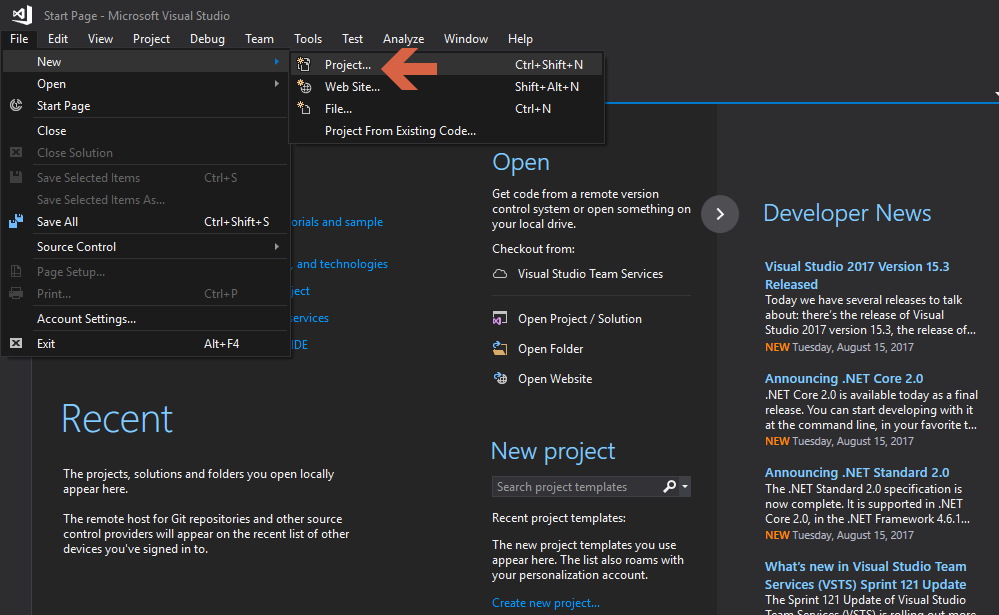 Start Page - Microsoft Visual Studio
File Edit View Project Debug Team Tools Test Analyze Window Help
New
Open
Start Page
Close
Close Solution
Save Selected Items Ctrl+S
Save Selected Items As...
Save All Ctrl+Shift+S
Source Control
Page Setup...
Print... Ctrl+P
Account Settings...
Exit Alt+F4
Project... Ctrl+Shift+N
Web Site... Shift+Alt+N
File... Ctrl+N
Project From Existing Code...
and sample
, and technologies
services
IDE
Recent
The projects, solutions and folders you open locally
appear here.
The remote host for Git repositories and other source
control providers will appear on the recent list of other
devices you've signed in to.
Open
Get code from a remote version
control system or open something on
your local drive.
Checkout from:
Visual Studio Team Services
Open Project / Solution
Open Folder
Open Website
New project
Search project templates
Recent project templates:
The new project templates you use
appear here. The list also roams with
your personalization account.
Create new project...
Developer News
Visual Studio 2017 Version 15.3
Released
Today we have several releases to talk
about: there's the release of Visual
Studio 2017 version 15.3, the release of...
NEW Tuesday, August 15, 2017
Announcing .NET Core 2.0
.NET Core 2.0 is available today as a final
release. You can start developing with it
at the command line, in your favorite t...
NEW Tuesday, August 15, 2017
Announcing .NET Standard 2.0
The .NET Standard 2.0 specification is
now complete. It is supported in .NET
Core 2.0, in the .NET Framework 4.6.1...
NEW Tuesday, August 15, 2017
What's new in Visual Studio Team
Services (VSTS) Sprint 121 Update
The Sprint 121 Update of Visual Studio
Team Services (VSTS) is rolling out now